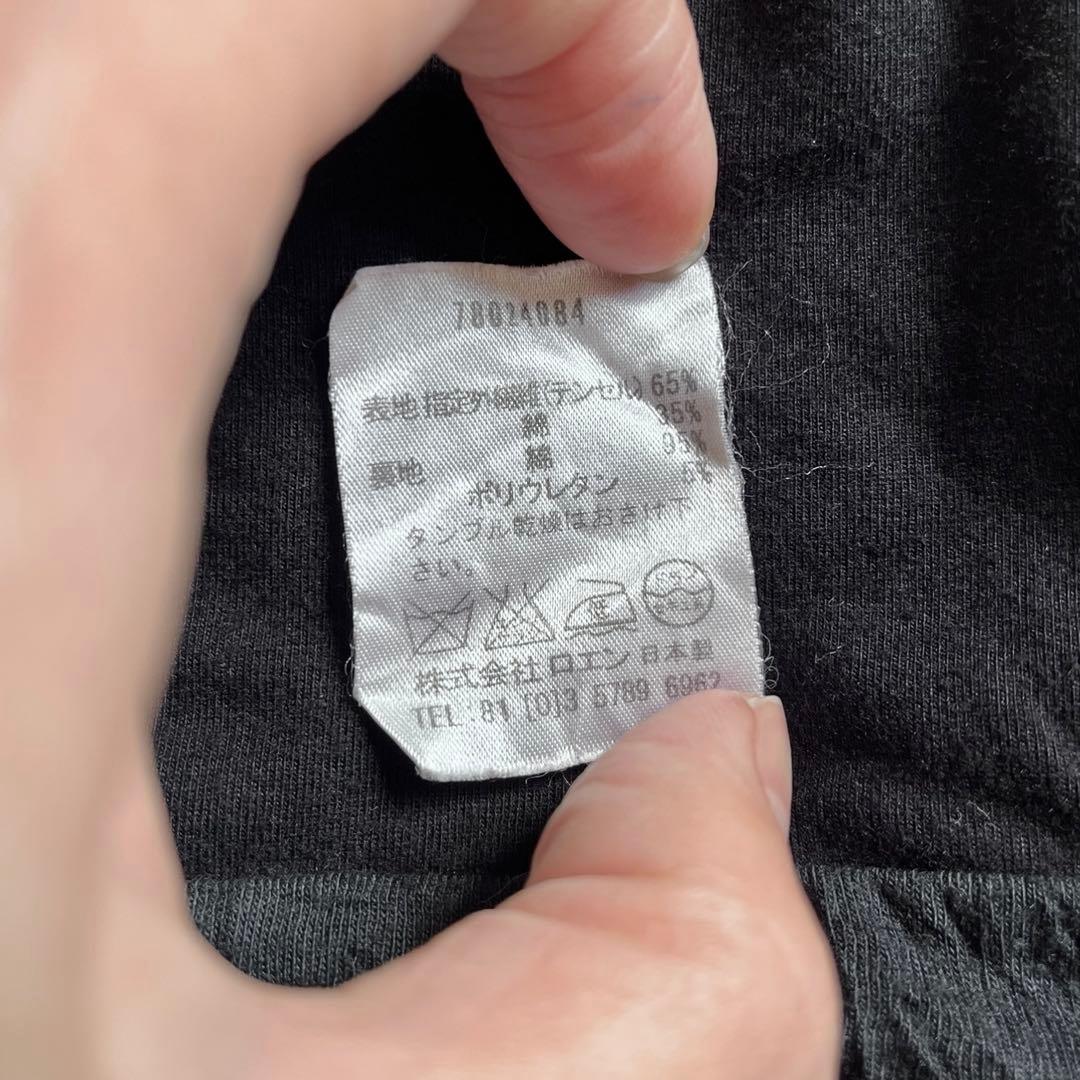 78024084
表地 指定外繊維(テンセル) 65%
綿 35%
裏地 綿 95%
ポリウレタン 5%
タンブル乾燥はおさけ下
さい。
株式会社 ロエン 日本製
TEL:81 [0]3 5789 6962